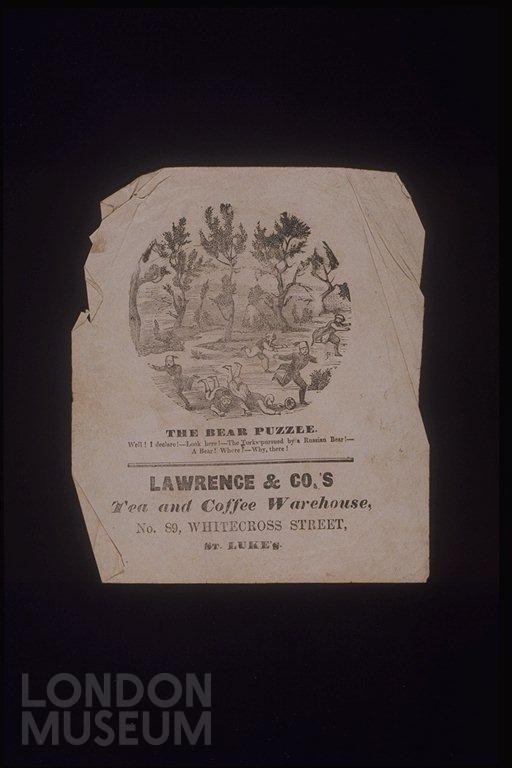 THE BEAR PUZZLE.
Well! I declare!—Look here!—The Turks pursued by a Russian Bear!—
A Bear! Where?—Why, there!
LAWRENCE & CO.'S
Tea and Coffee Warehouse,
No. 89, WHITECROSS STREET,
ST. LUKE'S.
LONDON
MUSEUM